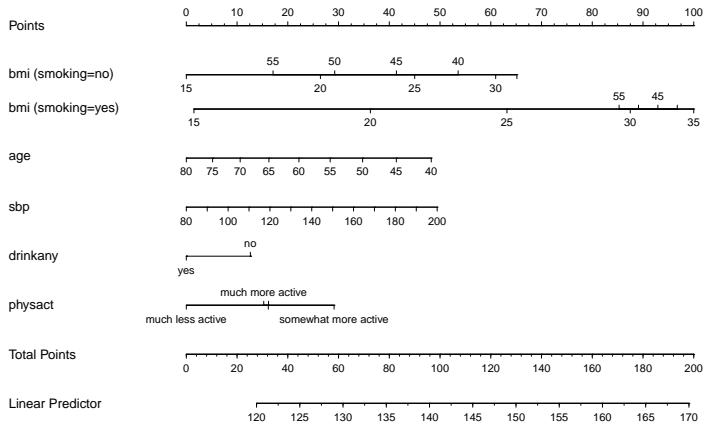 Points
0 10 20 30 40 50 60 70 80 90 100
55 50 45 40
bmi (smoking=no)
15 20 25 30
bmi (smoking=yes)
55 45
15 20 25 30 35
age
80 75 70 65 60 55 50 45 40
sbp
80 100 120 140 160 180 200
no
drinkany
yes
much more active
physact
much less active somewhat more active
Total Points
0 20 40 60 80 100 120 140 160 180 200
Linear Predictor
120 125 130 135 140 145 150 155 160 165 170